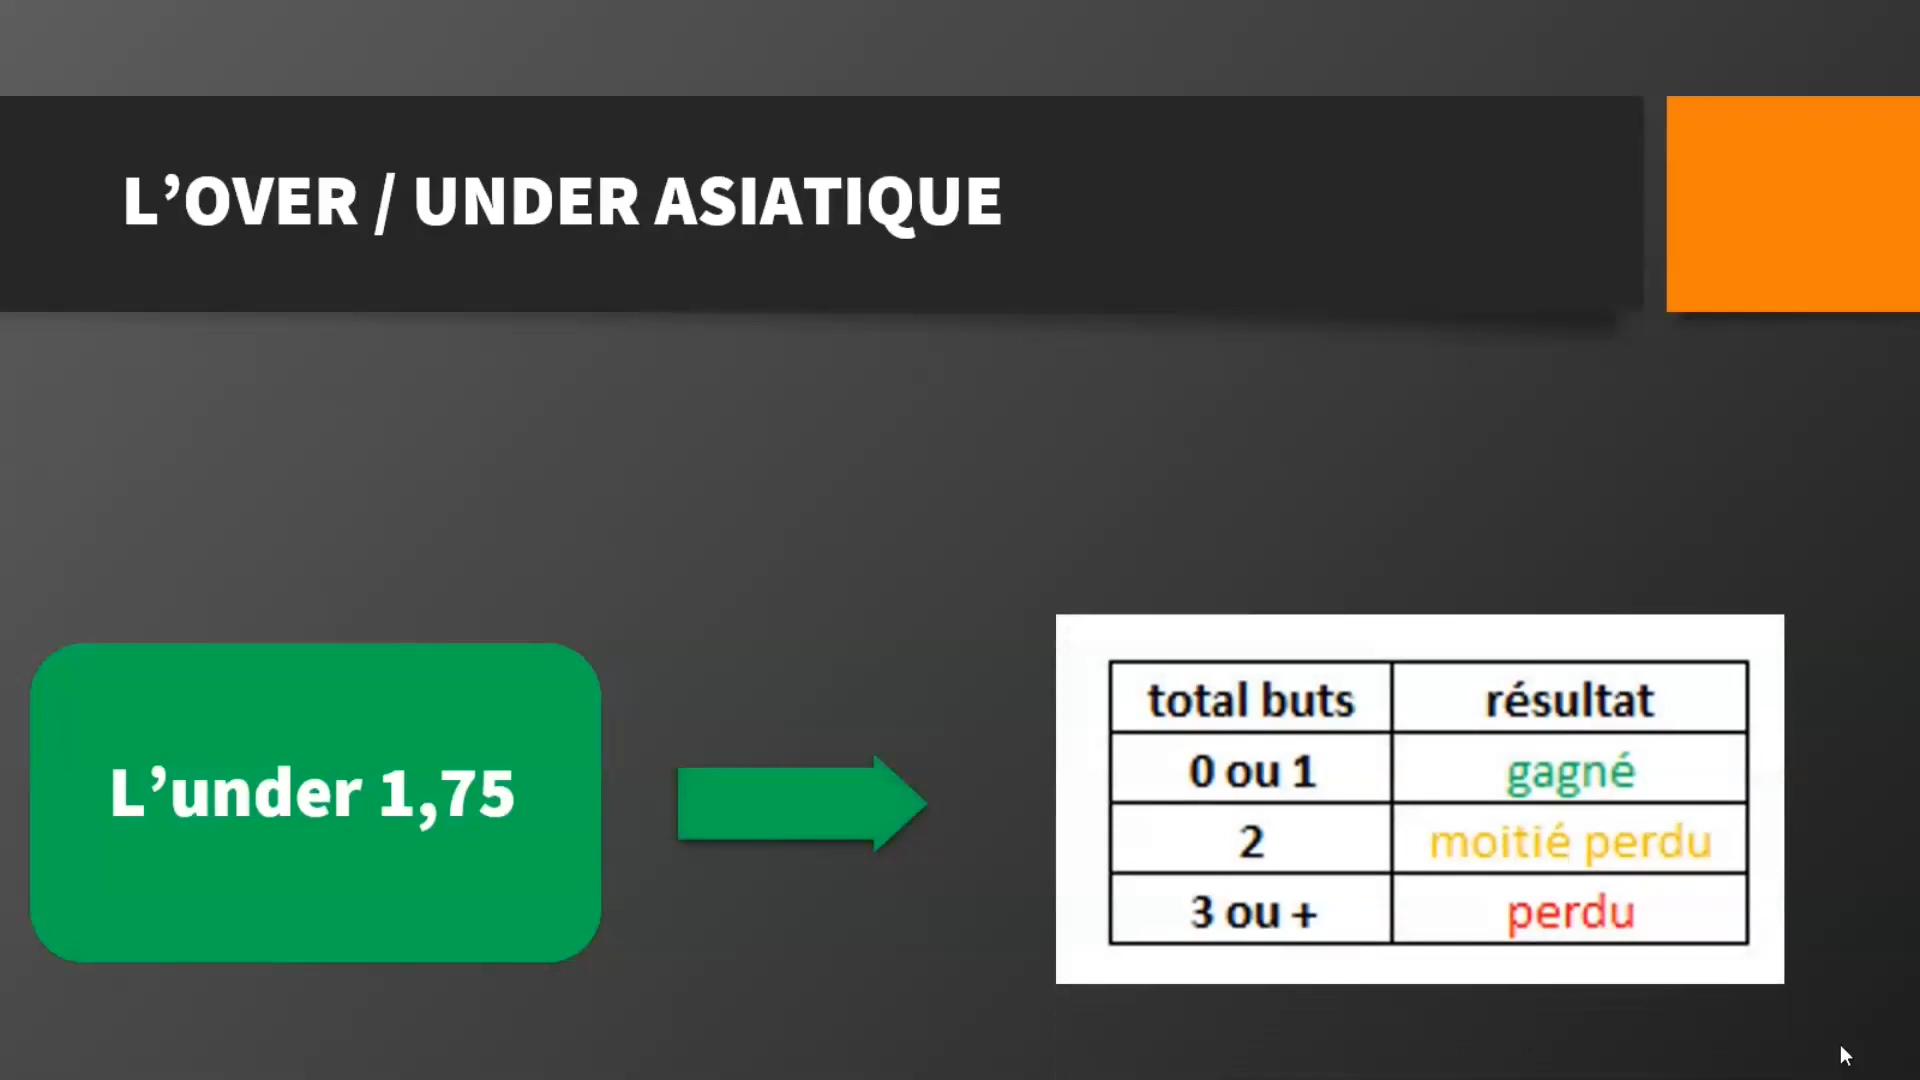 L’OVER / UNDER ASIATIQUE
L’under 1,75
total buts résultat
0 ou 1 gagné
2 moitié perdu
3 ou + perdu